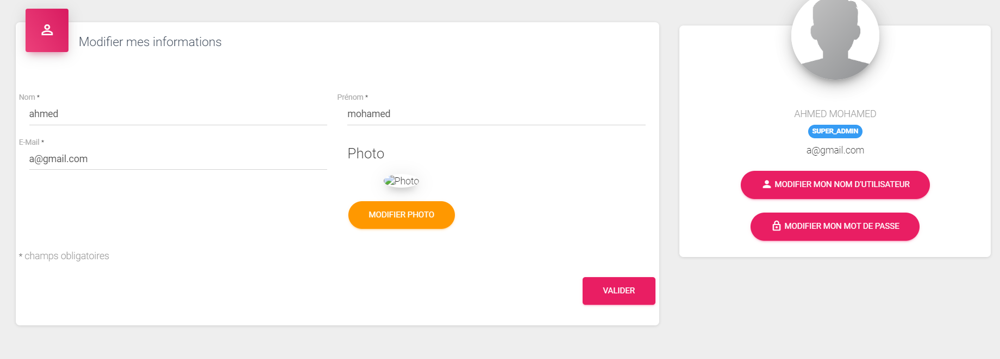 Modifier mes informations
Nom *
ahmed
Prénom *
mohamed
E-Mail *
a@gmail.com
Photo
Photo
MODIFIER PHOTO
* champs obligatoires
VALIDER
AHMED MOHAMED
SUPER_ADMIN
a@gmail.com
MODIFIER MON NOM D'UTILISATEUR
MODIFIER MON MOT DE PASSE